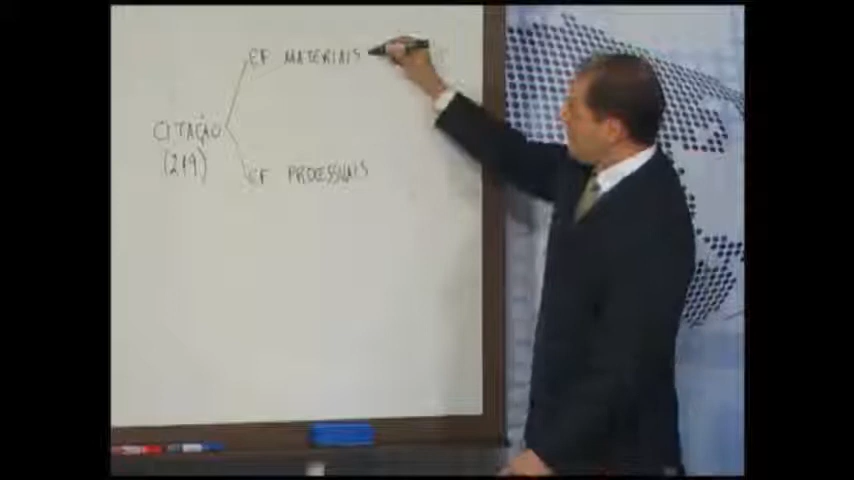 EF MATERIAIS
CITAÇÃO
(219)
EF PROCESSUAIS